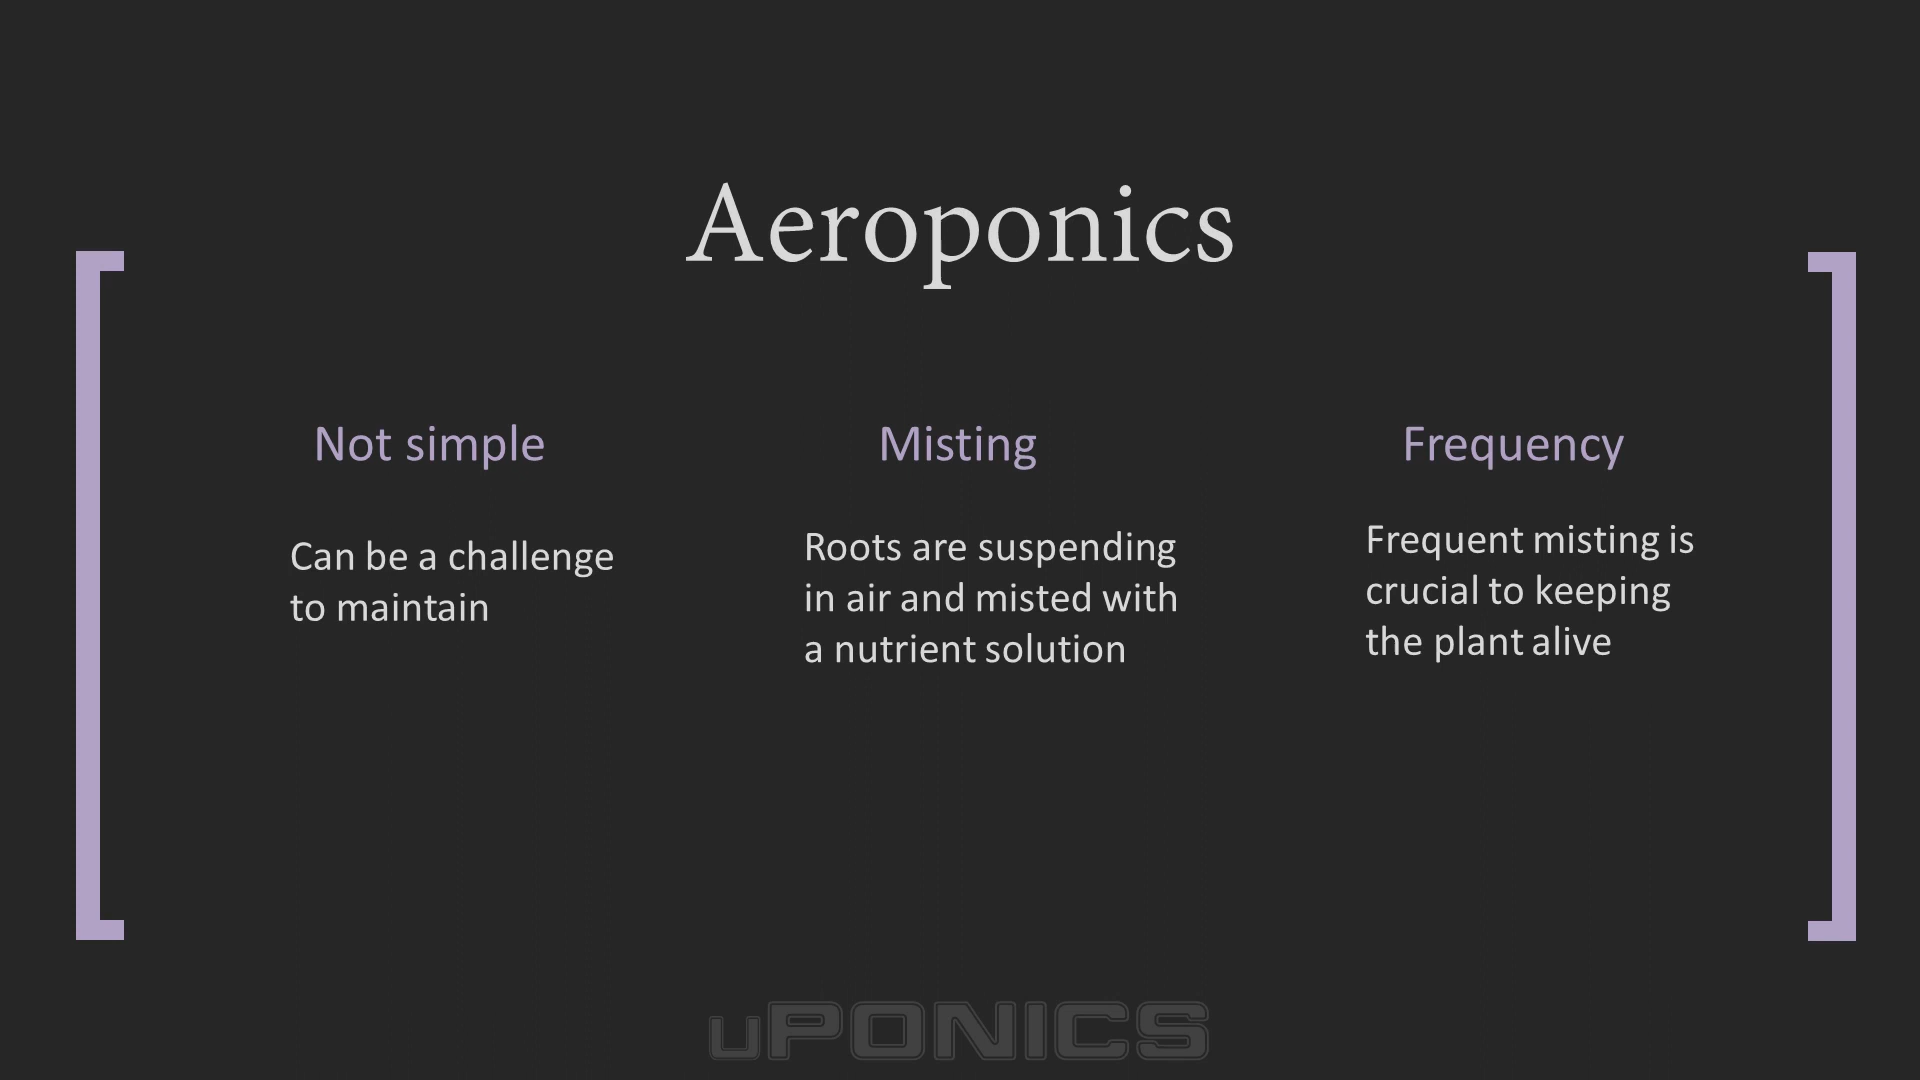 Aeroponics
Not simple
Can be a challenge
to maintain
Misting
Roots are suspending
in air and misted with
a nutrient solution
Frequency
Frequent misting is
crucial to keeping
the plant alive
uPONICS